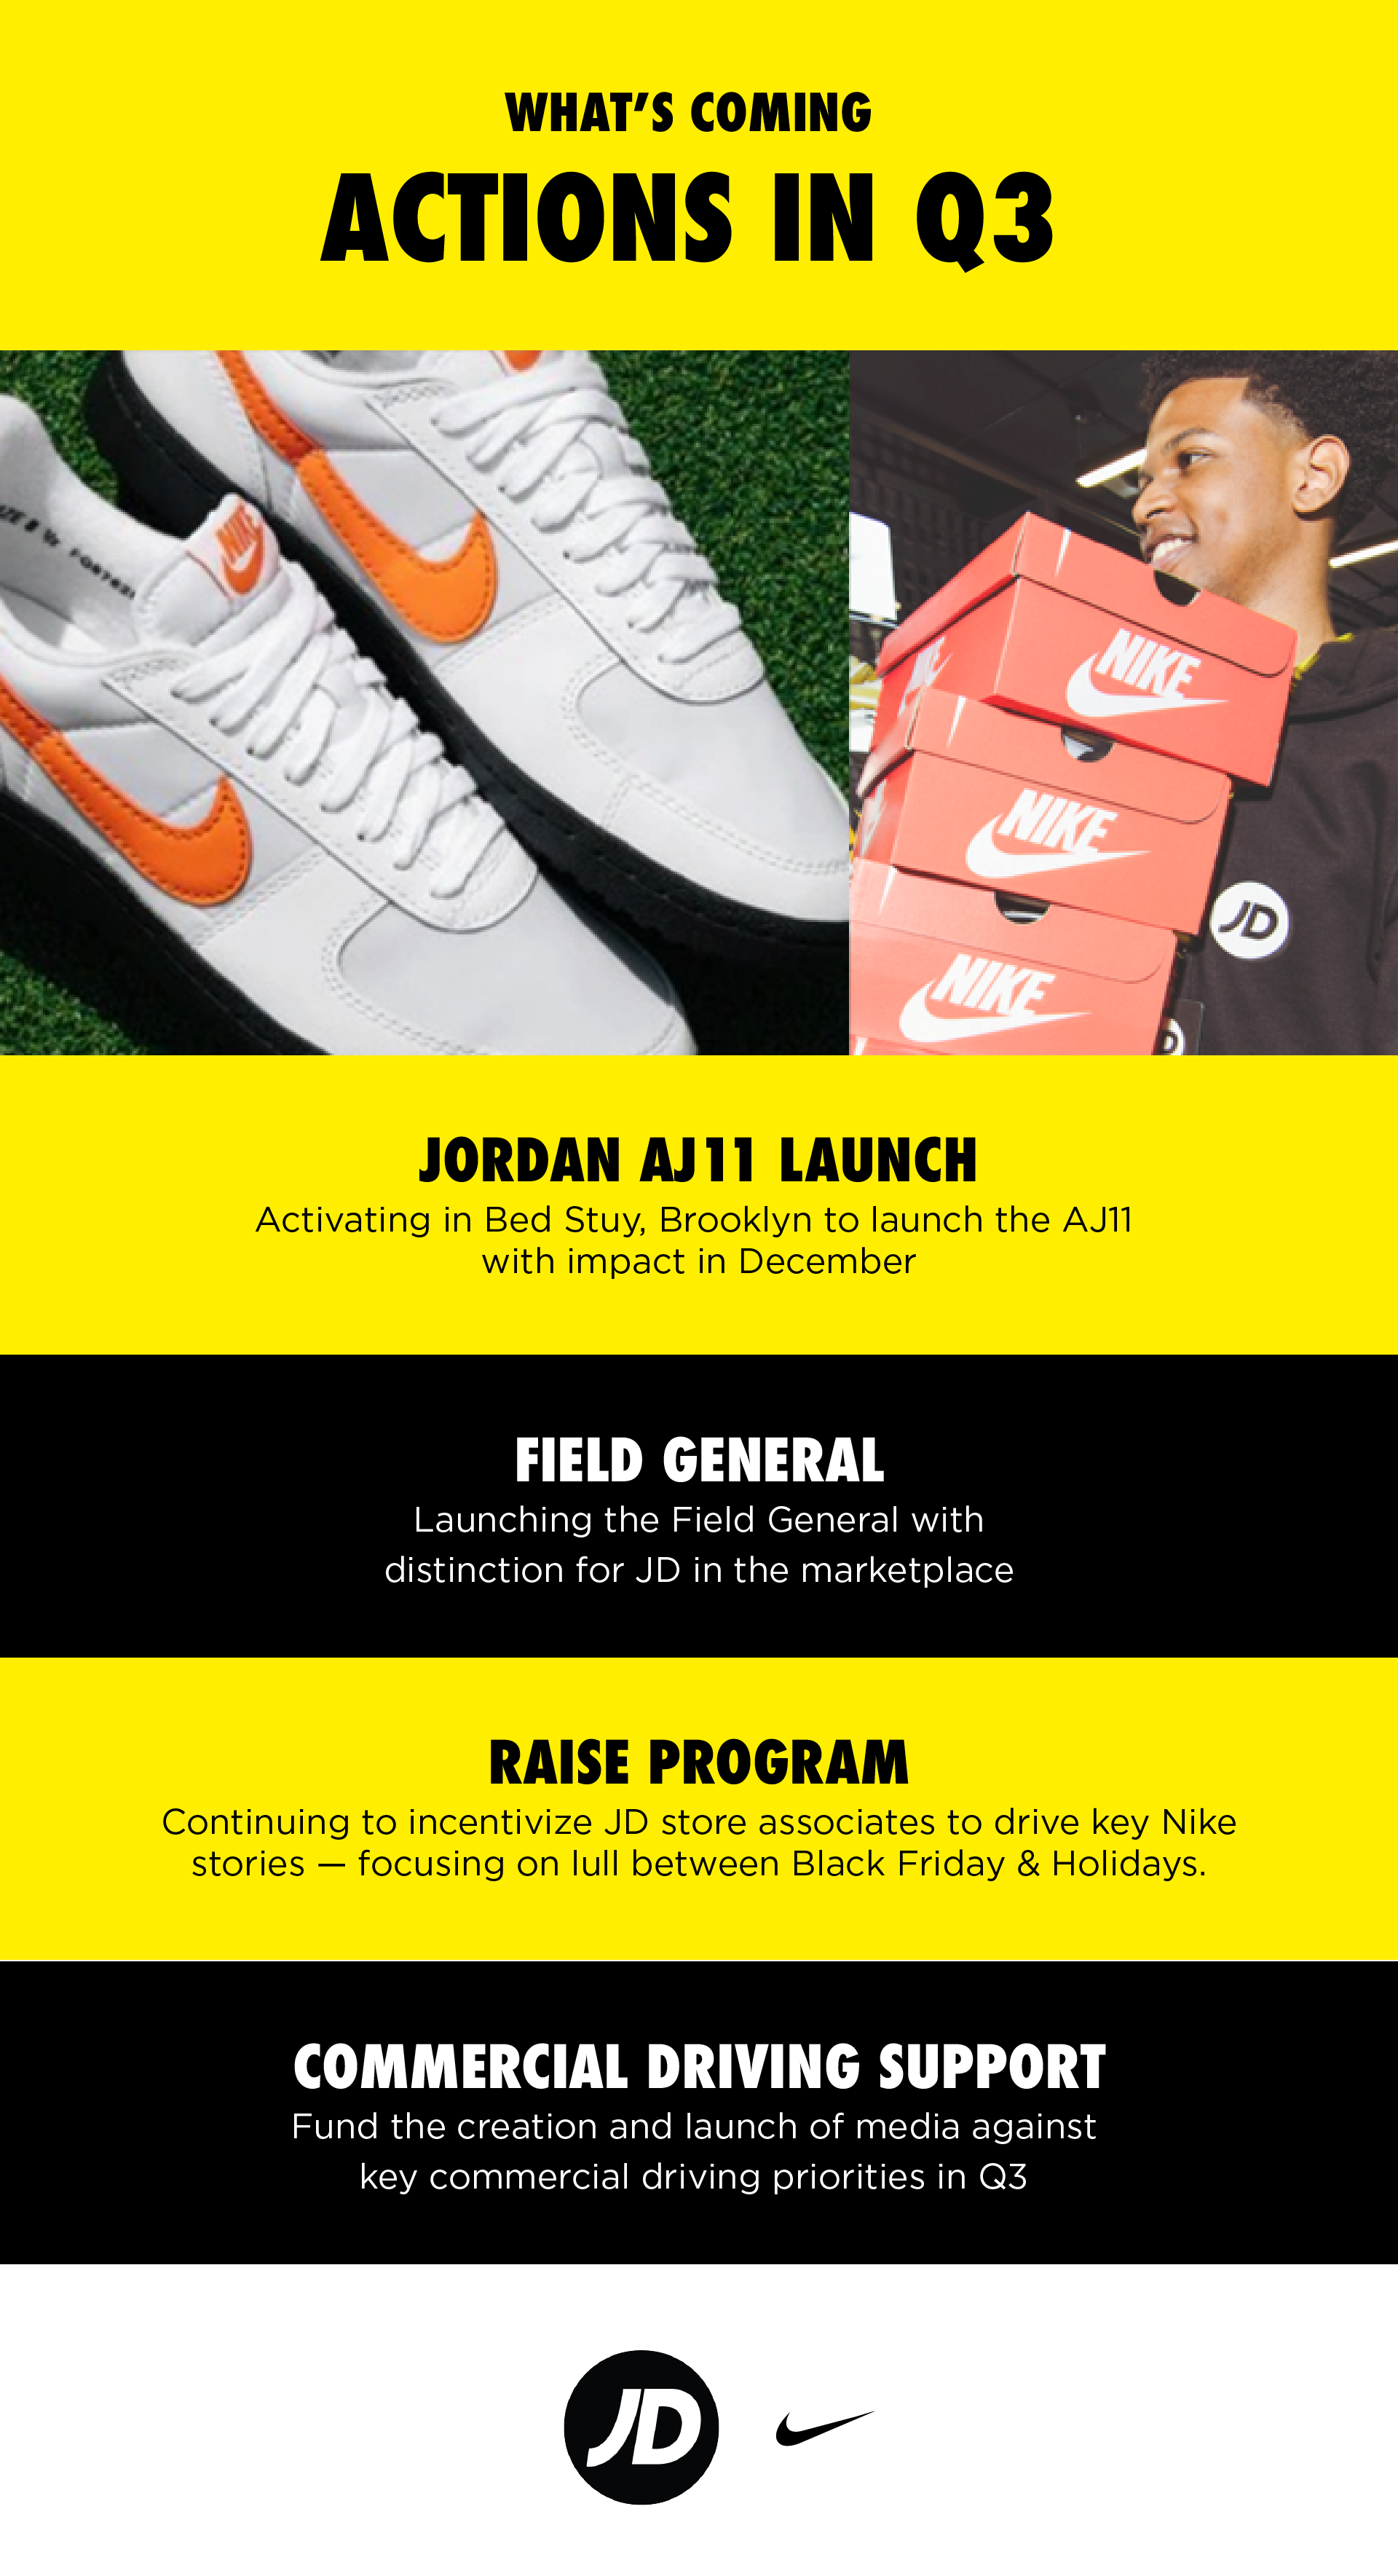 WHAT'S COMING
ACTIONS IN Q3
NIKE
NIKE
NIKE
NIKE
JD
JORDAN AJ11 LAUNCH
Activating in Bed Stuy, Brooklyn to launch the AJ11
with impact in December
FIELD GENERAL
Launching the Field General with
distinction for JD in the marketplace
RAISE PROGRAM
Continuing to incentivize JD store associates to drive key Nike
stories — focusing on lull between Black Friday & Holidays.
COMMERCIAL DRIVING SUPPORT
Fund the creation and launch of media against
key commercial driving priorities in Q3
JD